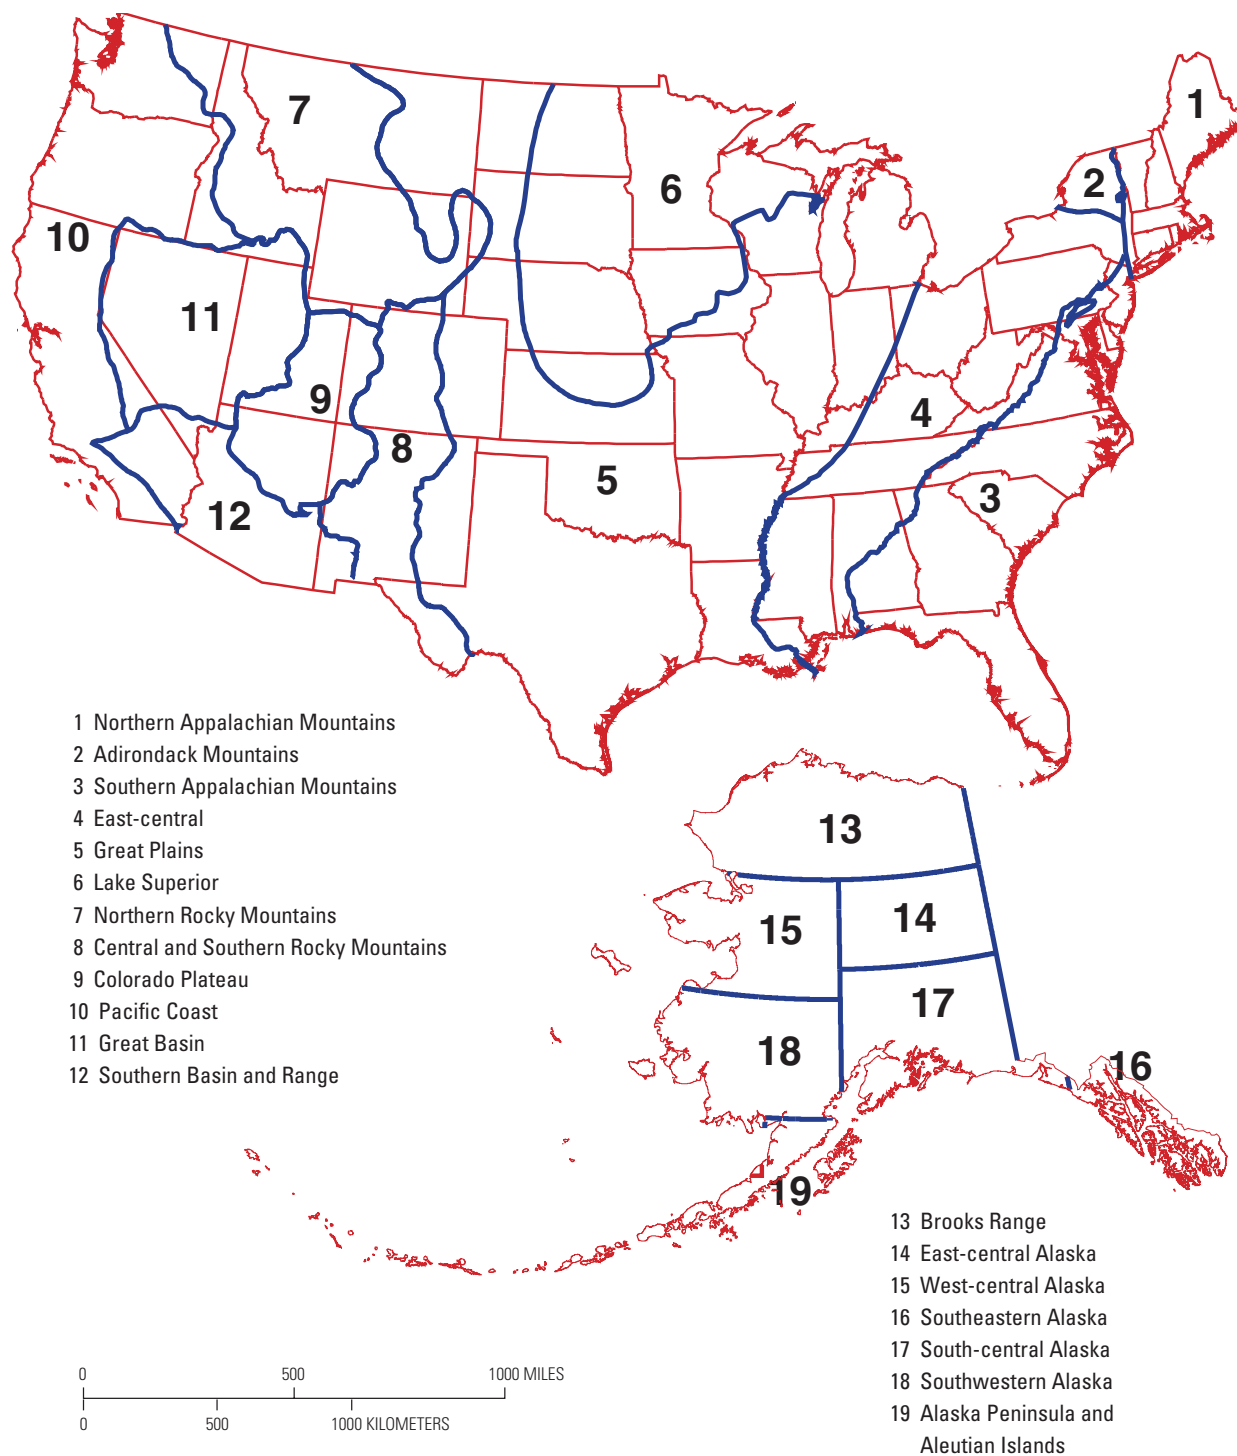 1
7
2
6
10
11
9
4
8
5
3
12
1 Northern Appalachian Mountains
2 Adirondack Mountains
3 Southern Appalachian Mountains
4 East-central
5 Great Plains
6 Lake Superior
7 Northern Rocky Mountains
8 Central and Southern Rocky Mountains
9 Colorado Plateau
10 Pacific Coast
11 Great Basin
12 Southern Basin and Range
13
14
15
17
18
16
19
13 Brooks Range
14 East-central Alaska
15 West-central Alaska
16 Southeastern Alaska
17 South-central Alaska
18 Southwestern Alaska
19 Alaska Peninsula and
Aleutian Islands
0 500 1000 MILES
0 500 1000 KILOMETERS